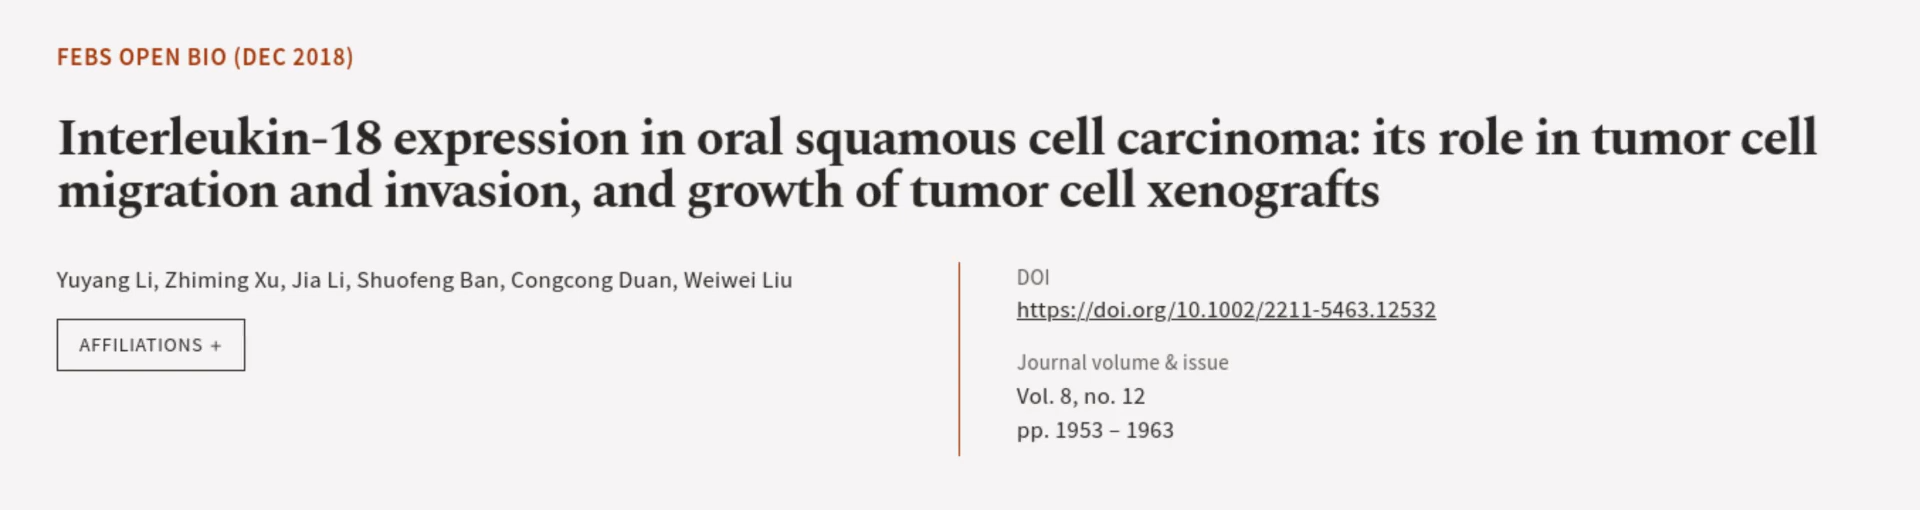 FEBS OPEN BIO (DEC 2018)
Interleukin-18 expression in oral squamous cell carcinoma: its role in tumor cell
migration and invasion, and growth of tumor cell xenografts
Yuyang Li, Zhiming Xu, Jia Li, Shuofeng Ban, Congcong Duan, Weiwei Liu
AFFILIATIONS +
DOI
https://doi.org/10.1002/2211-5463.12532
Journal volume & issue
Vol. 8, no. 12
pp. 1953 – 1963